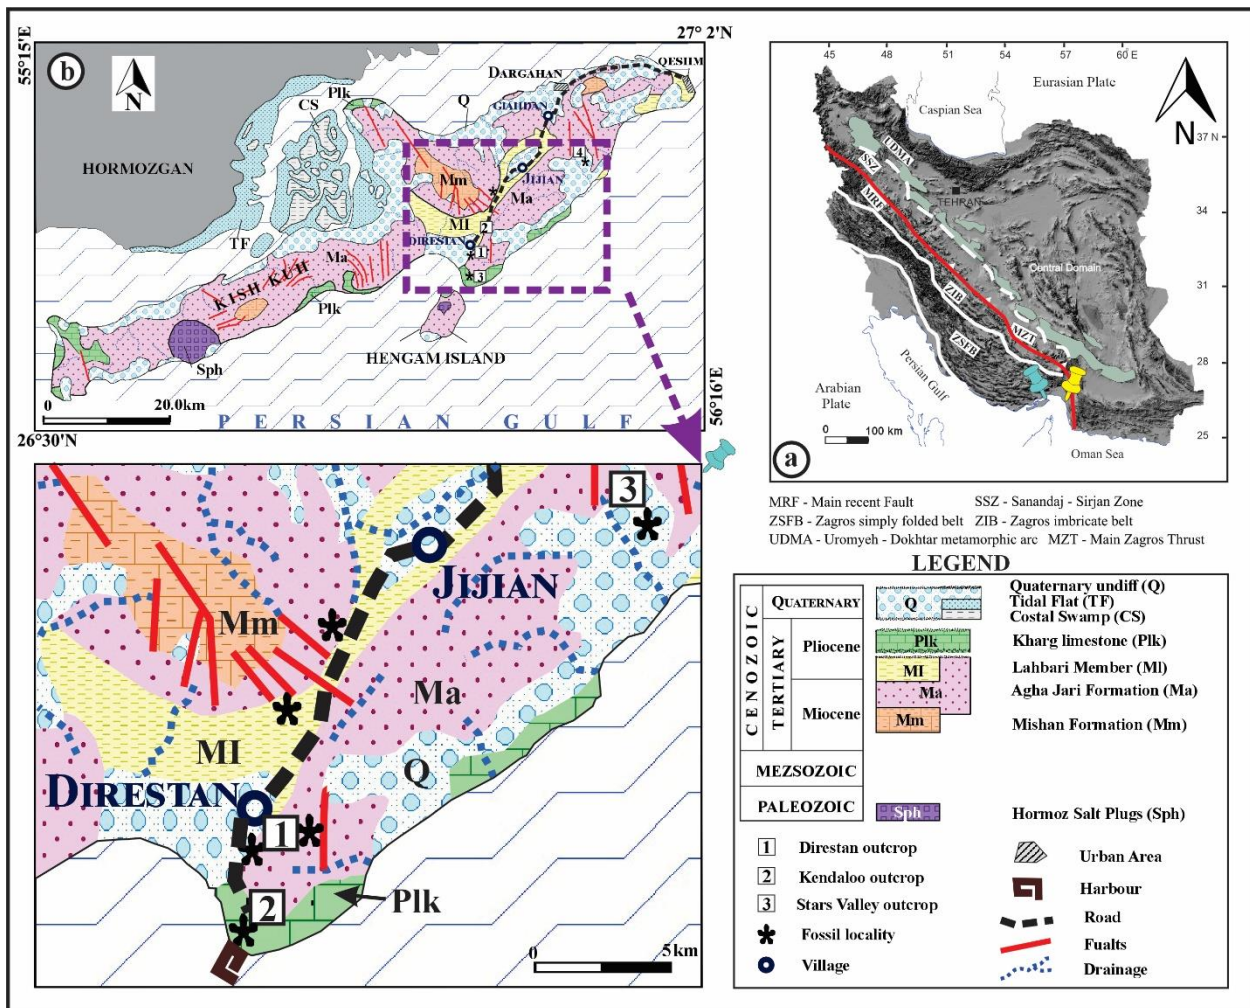 55°15'E
27° 2'N
b
N
HORMOZGAN
TF
CS
Plk
Q
DARGAHAN
QESHM
GIAHDAN
Mm
JIJIAN
4
Ma
Ml
2
DIRESTAN
1
3
KISH KUH
Ma
Plk
Sph
HENGAM ISLAND
0 20.0km
PERSIAN GULF
26°30'N
56°16'E
45 48 51 54 57 60 E
Eurasian Plate
Caspian Sea
N
37 N
UDMA
SSZ
TEHRAN
MRF
34
Central Domain
31
ZIB
MZT
ZSFB
28
Persian Gulf
Arabian Plate
0 100 km
25
a
Oman Sea
MRF - Main recent Fault SSZ - Sanandaj - Sirjan Zone
ZSFB - Zagros simply folded belt ZIB - Zagros imbricate belt
UDMA - Uromyeh - Dokhtar metamorphic arc MZT - Main Zagros Thrust
3
JIJIAN
Mm
Ma
Ml
Q
DIRESTAN
1
2
Plk
0 5km
LEGEND
CENOZOIC
QUATERNARY
Q
Quaternary undiff (Q)
Tidal Flat (TF)
Costal Swamp (CS)
TERTIARY
Pliocene
Plk
Kharg limestone (Plk)
Ml
Lahbari Member (Ml)
Ma
Agha Jari Formation (Ma)
Miocene
Mm
Mishan Formation (Mm)
MEZSOZOIC
PALEOZOIC
Sph
Hormoz Salt Plugs (Sph)
1 Direstan outcrop
2 Kendaloo outcrop
3 Stars Valley outcrop
Fossil locality
Village
Urban Area
Harbour
Road
Fualts
Drainage